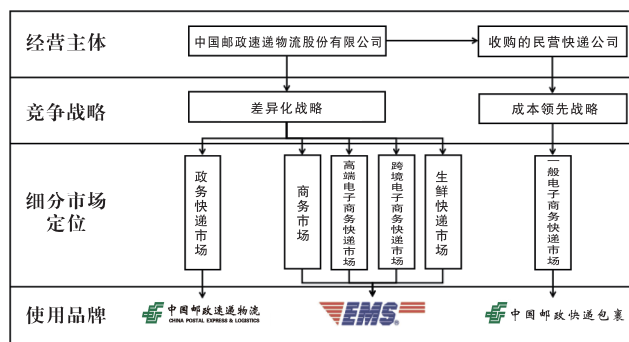 经营主体
中国邮政速递物流股份有限公司
收购的民营快递公司
竞争战略
差异化战略
成本领先战略
细分市场
定位
政务快递市场
商务市场
高端电子商务快递市场
跨境电子商务快递市场
生鲜快递市场
一般电子商务快递市场
使用品牌
中国邮政速递物流
CHINA POSTAL EXPRESS & LOGISTICS
EMS®
中国邮政快递包裹